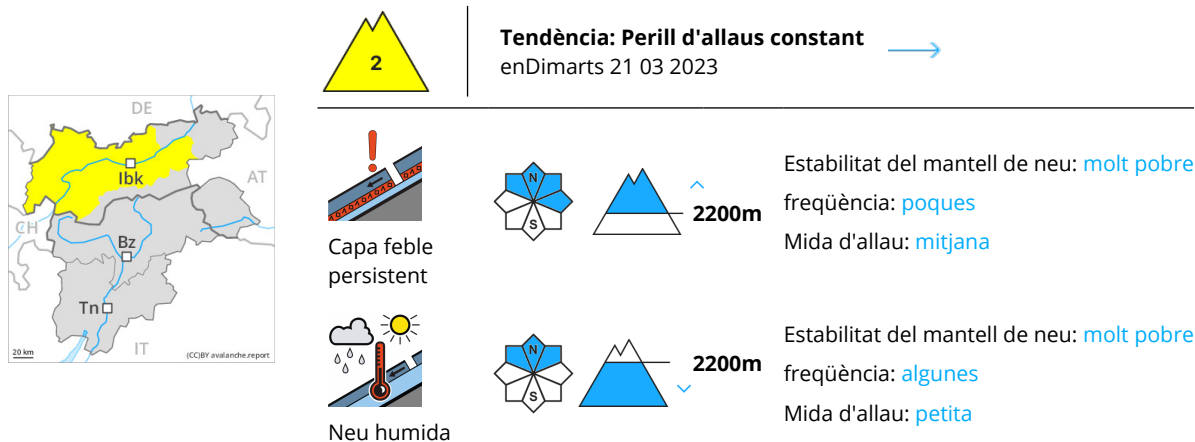 2
Tendència: Perill d'allaus constant
enDimarts 21 03 2023
DE
Ibk
AT
CH
Bz
Tn
IT
20 km
(CC)BY avalanche.report
N
S
2200m
Capa feble
persistent
Estabilitat del mantell de neu: molt pobre
freqüència: poques
Mida d'allau: mitjana
N
S
2200m
Neu humida
Estabilitat del mantell de neu: molt pobre
freqüència: algunes
Mida d'allau: petita